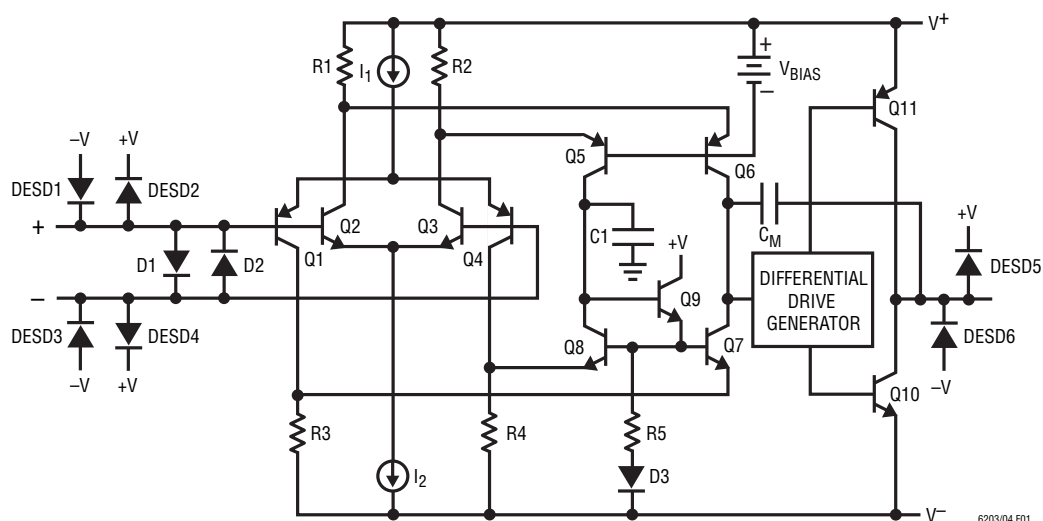 V+
R1
I1
R2
+
VBIAS
–
Q11
–V
+V
Q5
Q6
DESD1
DESD2
+V
+
Q2
Q3
C1
CM
+V
D1
D2
Q1
Q4
DESD5
–
Q9
DIFFERENTIAL
DRIVE
GENERATOR
DESD3
DESD4
Q8
Q7
DESD6
–V
+V
–V
Q10
R3
R4
R5
D3
I2
V–
6203/04 F01